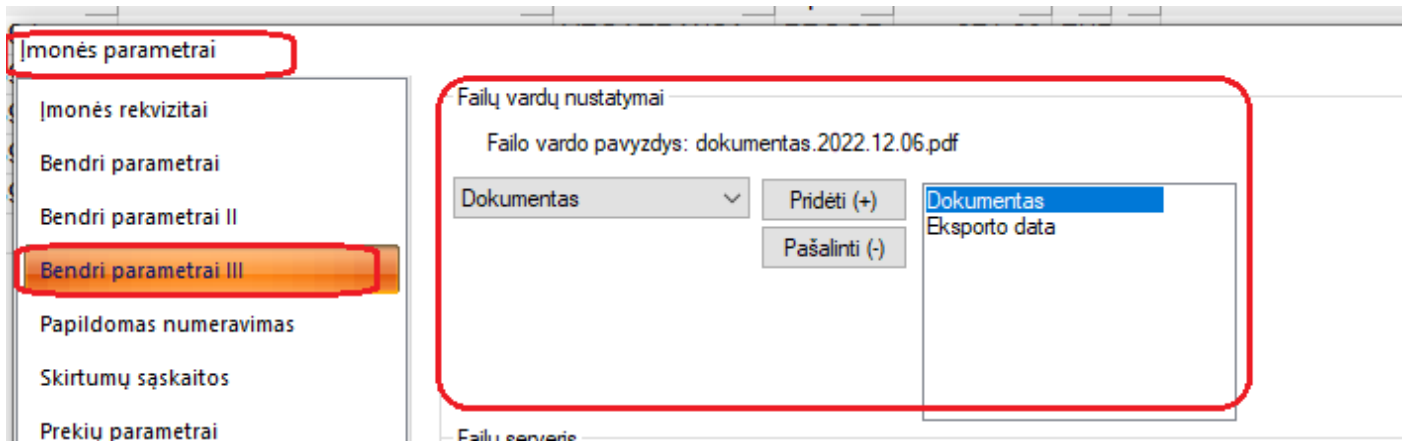 Įmonės parametrai
Įmonės rekvizitai
Bendri parametrai
Bendri parametrai II
Bendri parametrai III
Papildomas numeravimas
Skirtumų sąskaitos
Prekių parametrai
Failų vardų nustatymai
Failo vardo pavyzdys: dokumentas.2022.12.06.pdf
Dokumentas
Pridėti (+)
Pašalinti (-)
Dokumentas
Eksporto data
Failų serveris